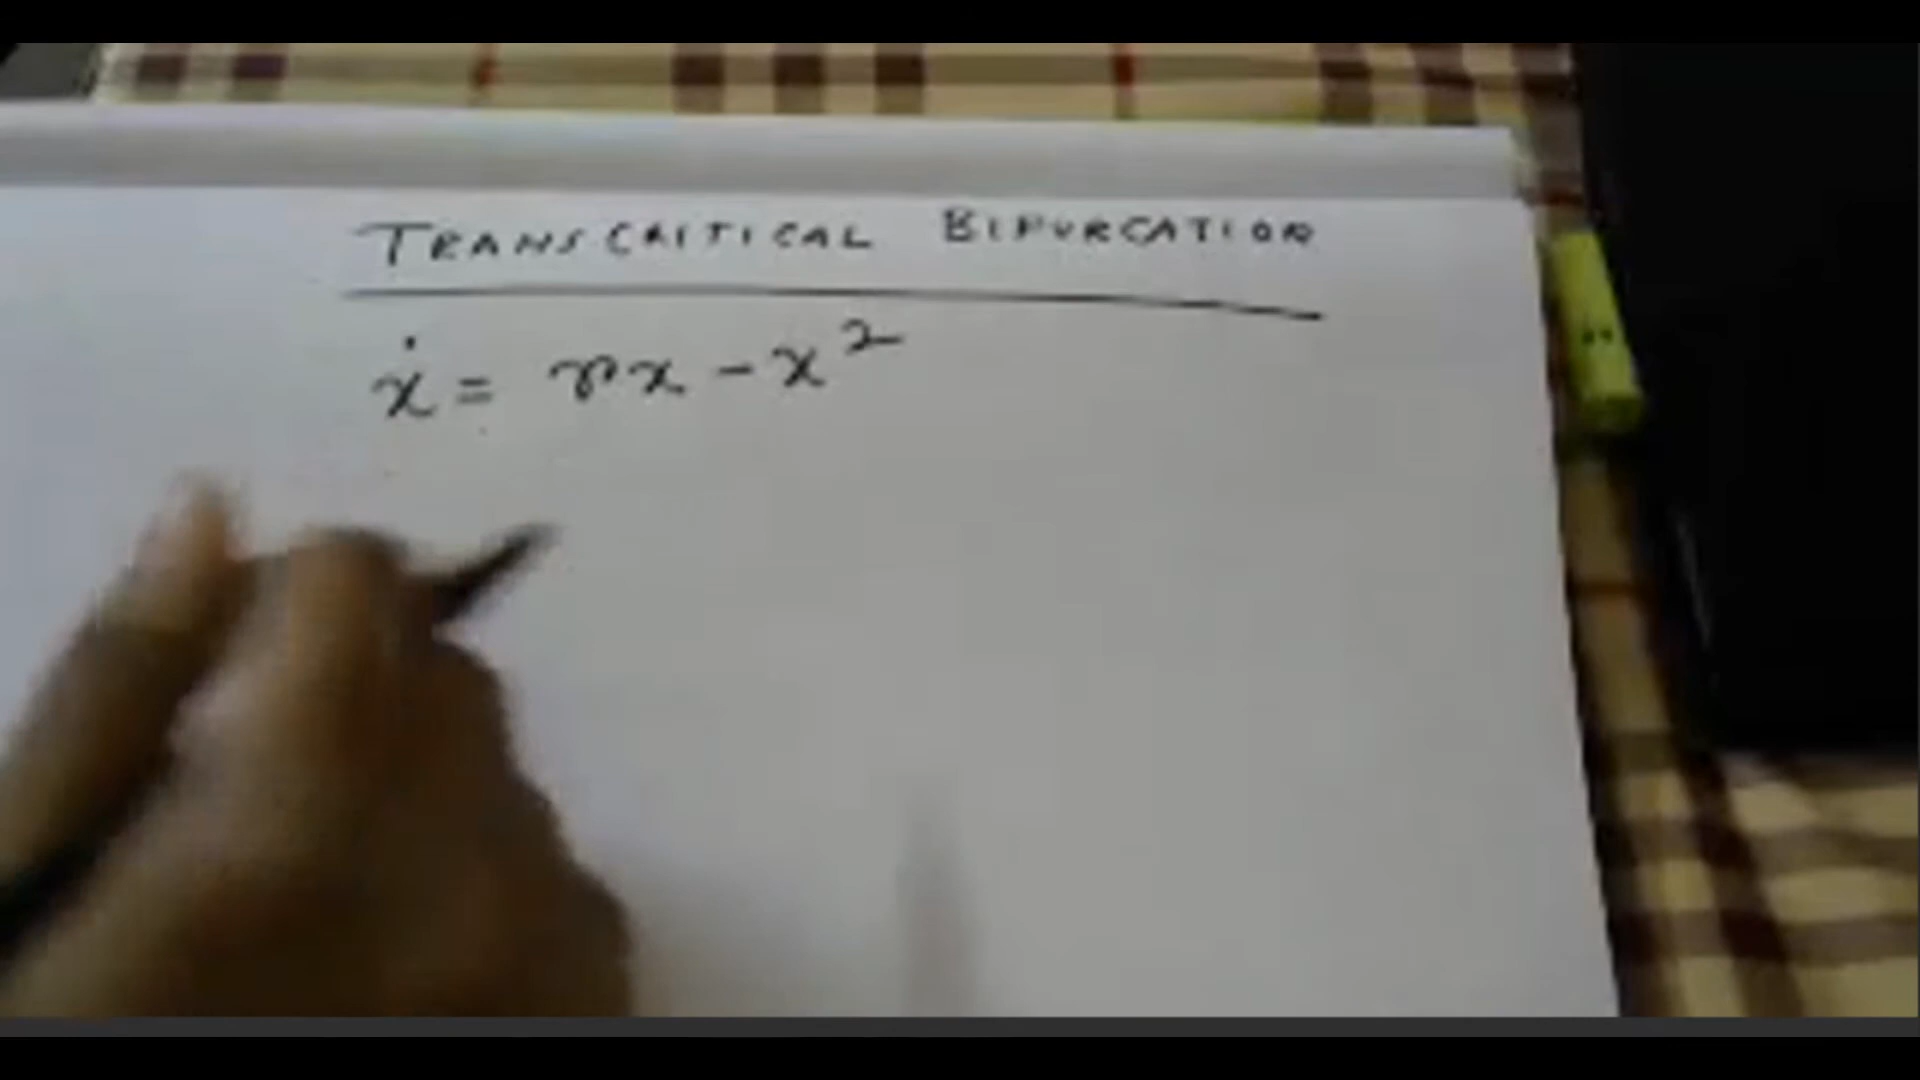 TRANSCRITICAL BIFURCATION
ẋ = rx - x²